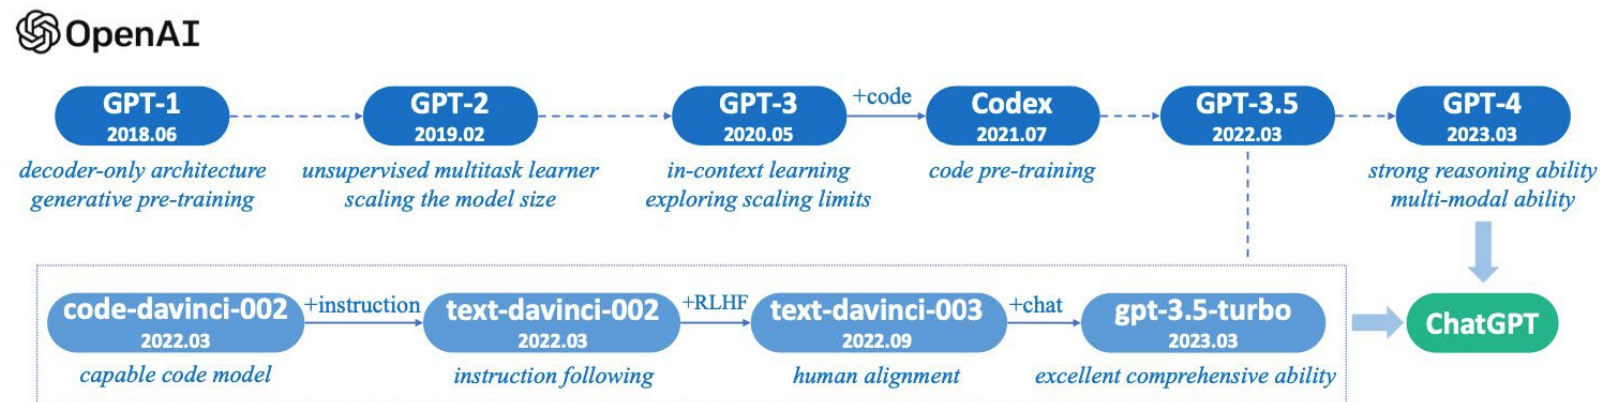 OpenAI
GPT-1
2018.06
decoder-only architecture
generative pre-training
GPT-2
2019.02
unsupervised multitask learner
scaling the model size
GPT-3
2020.05
in-context learning
exploring scaling limits
+code
Codex
2021.07
code pre-training
GPT-3.5
2022.03
GPT-4
2023.03
strong reasoning ability
multi-modal ability
code-davinci-002
2022.03
capable code model
+instruction
text-davinci-002
2022.03
instruction following
+RLHF
text-davinci-003
2022.09
human alignment
+chat
gpt-3.5-turbo
2023.03
excellent comprehensive ability
ChatGPT